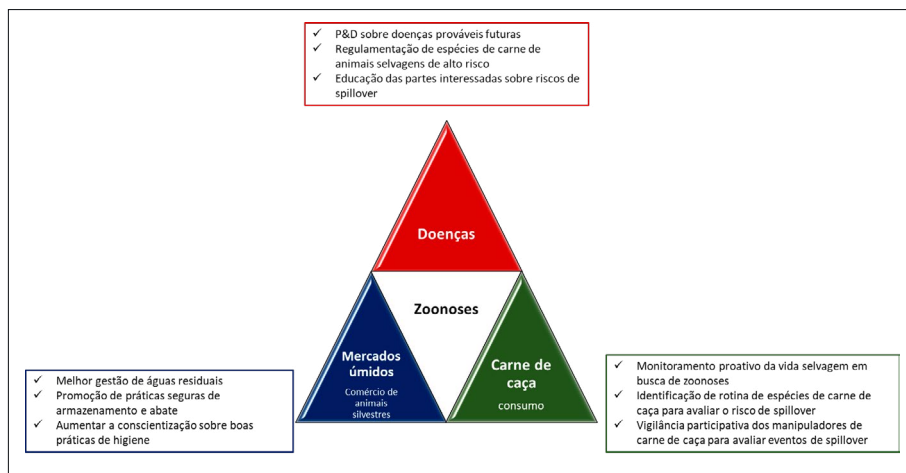 ✓ P&D sobre doenças prováveis futuras
✓ Regulamentação de espécies de carne de
animais selvagens de alto risco
✓ Educação das partes interessadas sobre riscos de
spillover
Doenças
Zoonoses
Mercados
úmidos
Comércio de
animais
silvestres
Carne de
caça
consumo
✓ Melhor gestão de águas residuais
✓ Promoção de práticas seguras de
armazenamento e abate
✓ Aumentar a conscientização sobre boas
práticas de higiene
✓ Monitoramento proativo da vida selvagem em
busca de zoonoses
✓ Identificação de rotina de espécies de carne de
caça para avaliar o risco de spillover
✓ Vigilância participativa dos manipuladores de
carne de caça para avaliar eventos de spillover